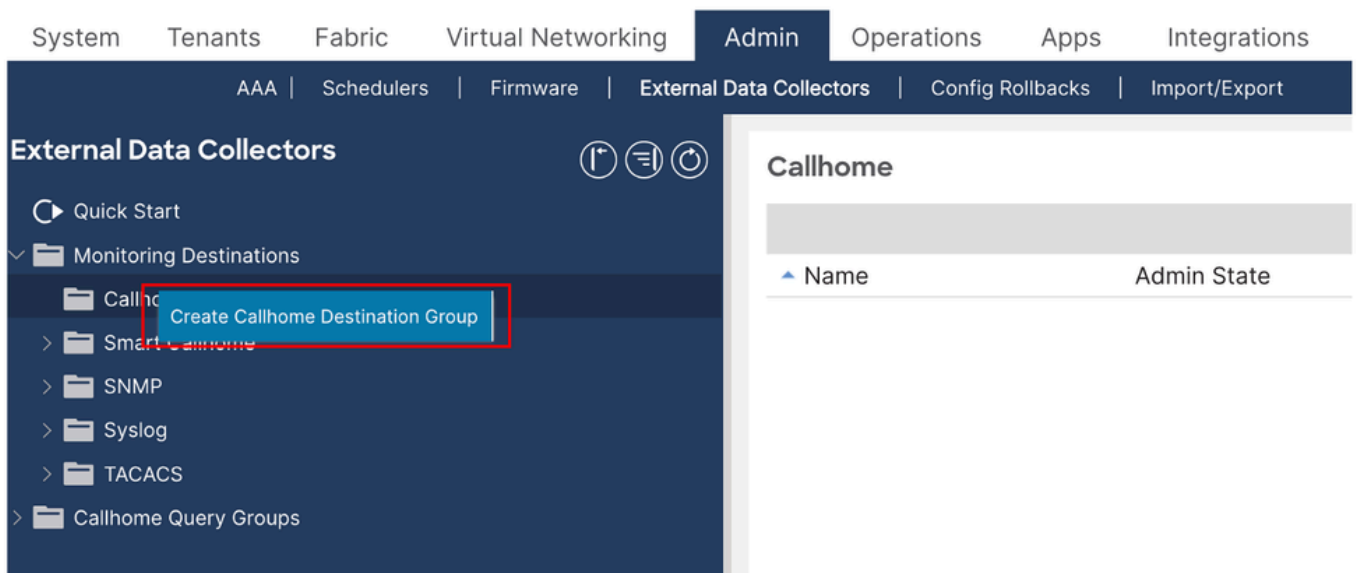 System Tenants Fabric Virtual Networking Admin Operations Apps Integrations
AAA | Schedulers | Firmware | External Data Collectors | Config Rollbacks | Import/Export
External Data Collectors
Callhome
Quick Start
Monitoring Destinations
Name Admin State
Create Callhome Destination Group
Smart Callhome
SNMP
Syslog
TACACS
Callhome Query Groups